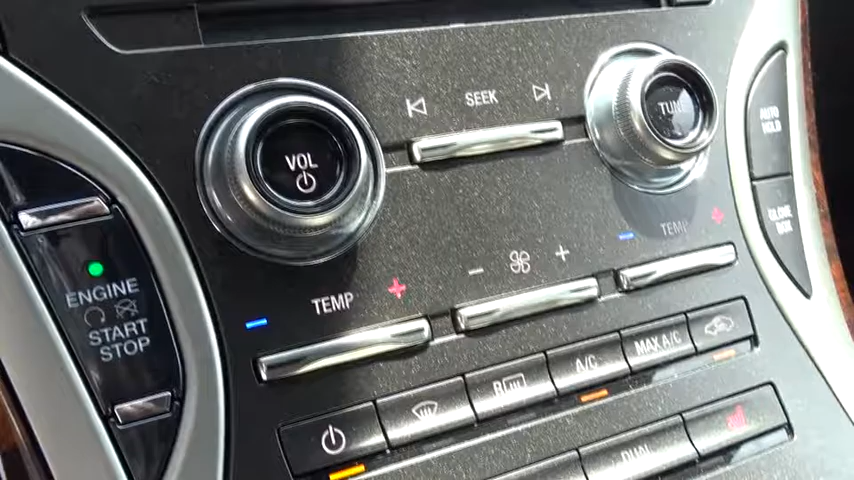 SEEK
TUNE
AUTO
HOLD
VOL
GLOVE
BOX
TEMP
- +
TEMP
ENGINE
START
STOP
R
A/C
MAX A/C
DUAL